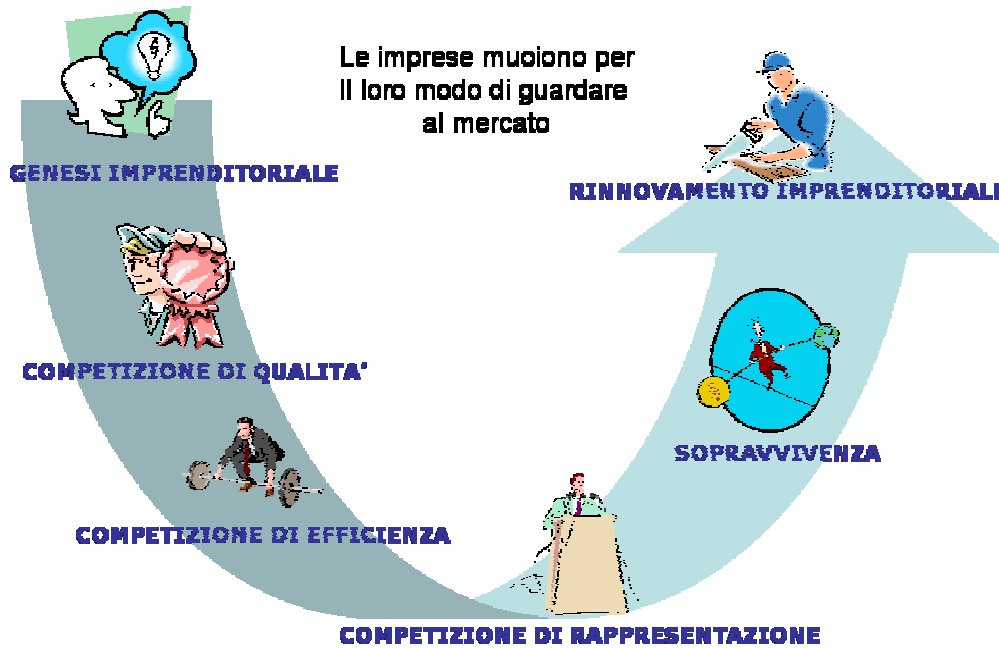 Le imprese muoiono per
Il loro modo di guardare
al mercato
GENESI IMPRENDITORIALE
COMPETIZIONE DI QUALITA'
COMPETIZIONE DI EFFICIENZA
COMPETIZIONE DI RAPPRESENTAZIONE
SOPRAVVIVENZA
RINNOVAMENTO IMPRENDITORIALE